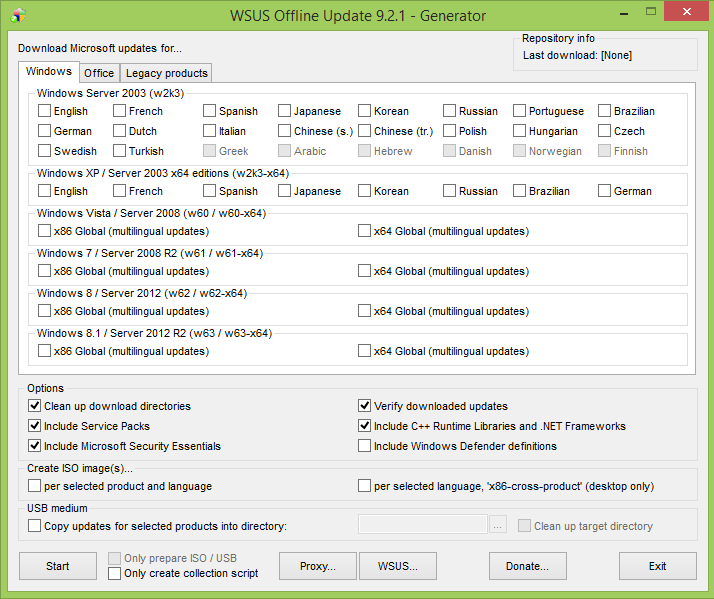 WSUS Offline Update 9.2.1 - Generator
Download Microsoft updates for...
Repository info
Last download: [None]
Windows Office Legacy products
Windows Server 2003 (w2k3)
English French Spanish Japanese Korean Russian Portuguese Brazilian
German Dutch Italian Chinese (s.) Chinese (tr.) Polish Hungarian Czech
Swedish Turkish Greek Arabic Hebrew Danish Norwegian Finnish
Windows XP / Server 2003 x64 editions (w2k3-x64)
English French Spanish Japanese Korean Russian Brazilian German
Windows Vista / Server 2008 (w60 / w60-x64)
x86 Global (multilingual updates) x64 Global (multilingual updates)
Windows 7 / Server 2008 R2 (w61 / w61-x64)
x86 Global (multilingual updates) x64 Global (multilingual updates)
Windows 8 / Server 2012 (w62 / w62-x64)
x86 Global (multilingual updates) x64 Global (multilingual updates)
Windows 8.1 / Server 2012 R2 (w63 / w63-x64)
x86 Global (multilingual updates) x64 Global (multilingual updates)
Options
Clean up download directories Verify downloaded updates
Include Service Packs Include C++ Runtime Libraries and .NET Frameworks
Include Microsoft Security Essentials Include Windows Defender definitions
Create ISO image(s)...
per selected product and language per selected language, 'x86-cross-product' (desktop only)
USB medium
Copy updates for selected products into directory: ... Clean up target directory
Start Only prepare ISO / USB Proxy... WSUS... Donate... Exit
Only create collection script